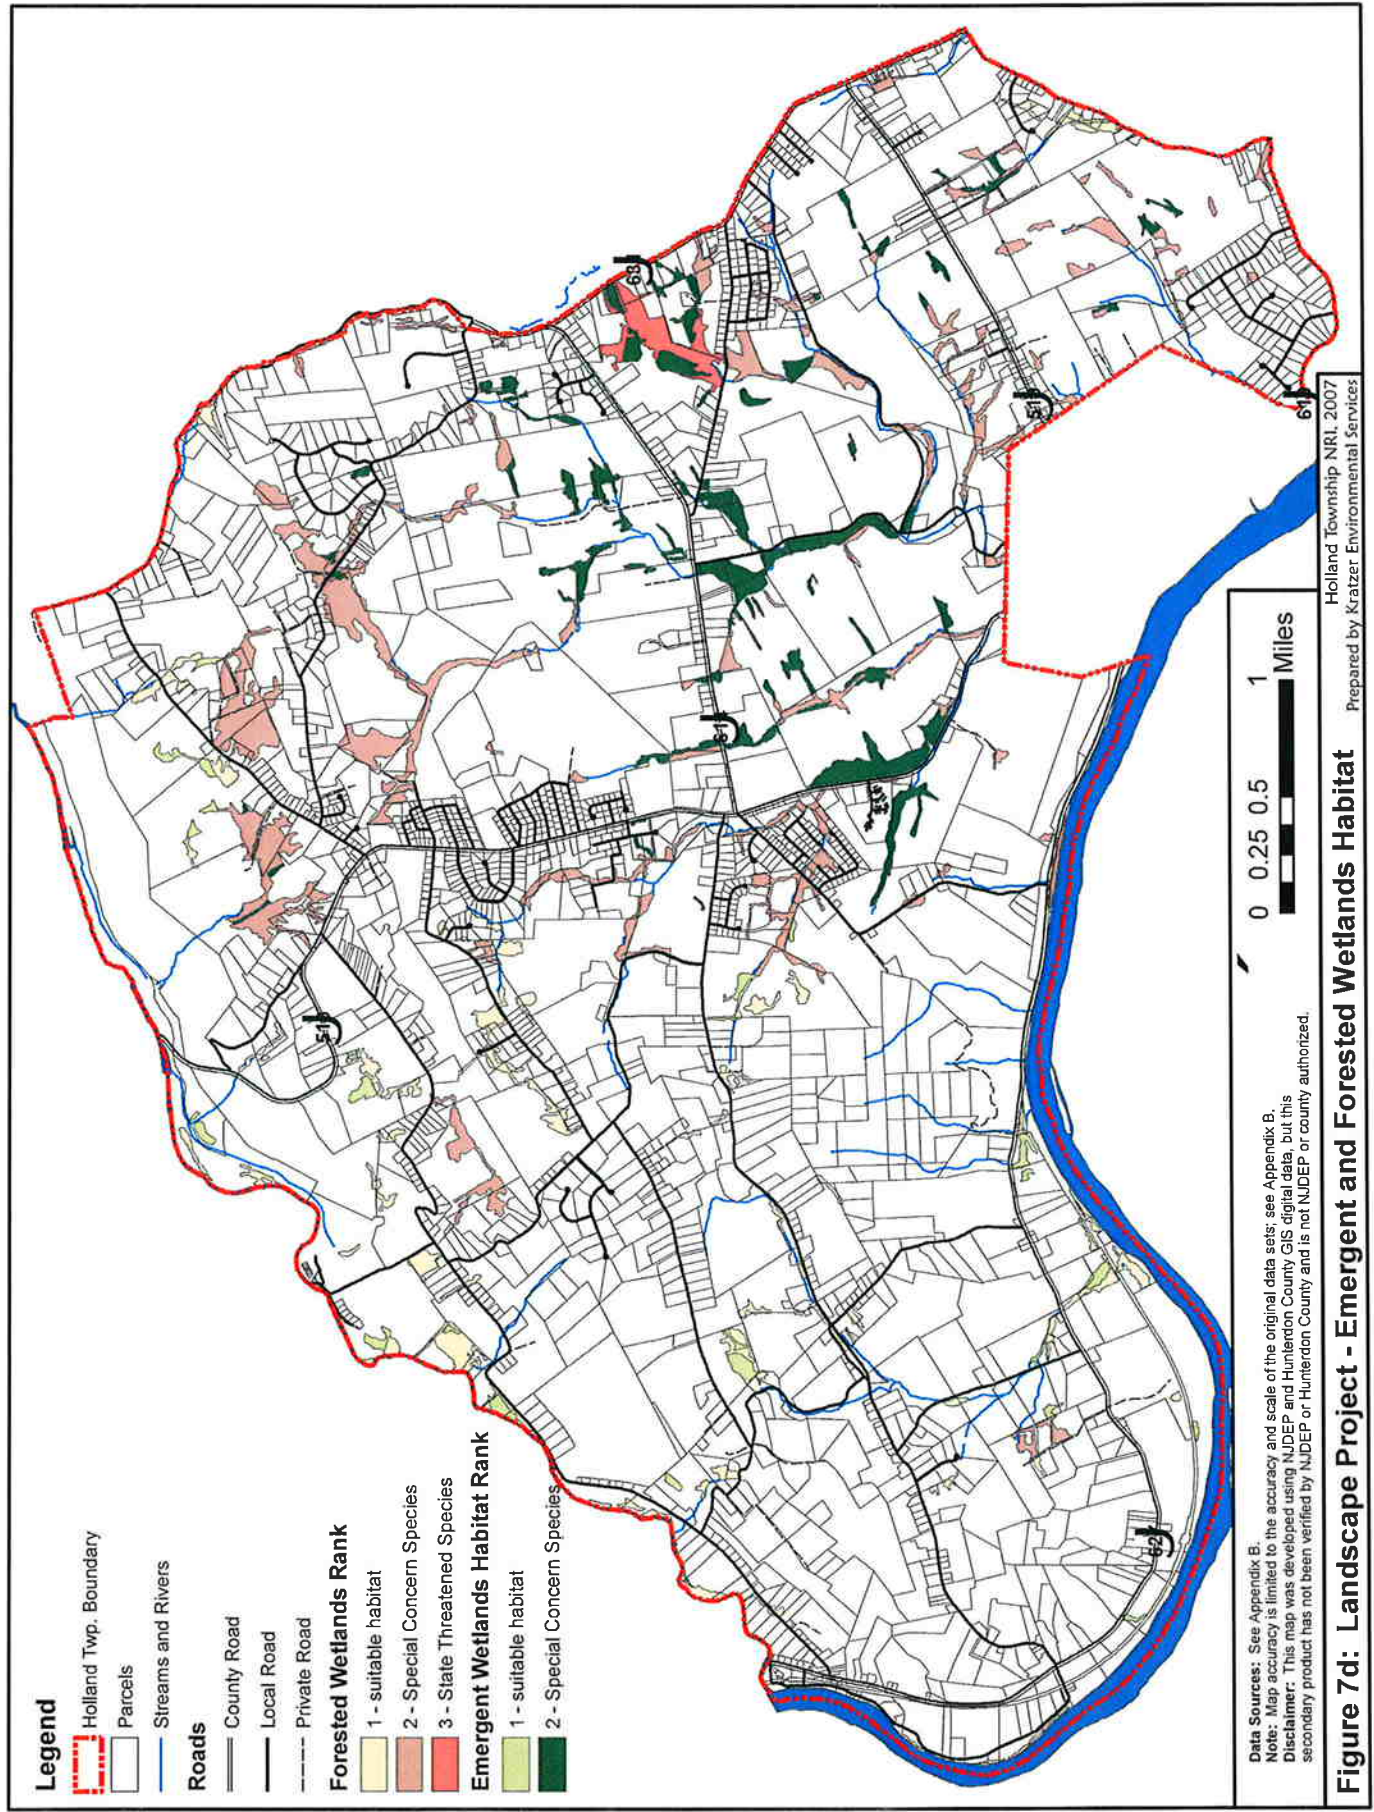 Legend
Holland Twp. Boundary
Parcels
Streams and Rivers
Roads
County Road
Local Road
Private Road
Forested Wetlands Rank
1 - suitable habitat
2 - Special Concern Species
3 - State Threatened Species
Emergent Wetlands Habitat Rank
1 - suitable habitat
2 - Special Concern Species
519
614
519
627
0 0.25 0.5 1
Miles
Data Sources: See Appendix B.
Note: Map accuracy is limited to the accuracy and scale of the original data sets; see Appendix B.
Disclaimer: This map was developed using NJDEP and Hunterdon County GIS digital data, but this
secondary product has not been verified by NJDEP or Hunterdon County and is not NJDEP or county authorized.
Figure 7d: Landscape Project - Emergent and Forested Wetlands Habitat
Holland Township NRI, 2007
Prepared by Kratzer Environmental Services